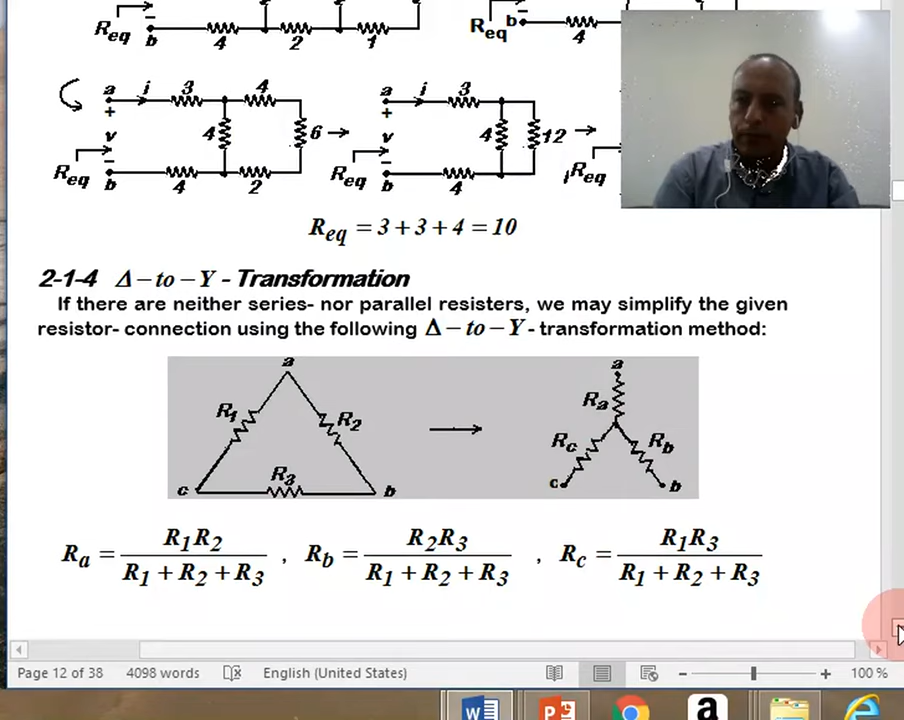 Req b 4 2 1
Req b 4
a i 3 4
+
v 4 6
Req b 4 2
a i 3
+
v 4 12
Req b 4
Req
Req = 3 + 3 + 4 = 10
2-1-4 Δ – to – Y - Transformation
If there are neither series- nor parallel resisters, we may simplify the given
resistor- connection using the following Δ – to – Y - transformation method:
a
R1 R2
R3
c b
a
Ra
Rc Rb
c b
Ra = R1R2 / R1 + R2 + R3 , Rb = R2R3 / R1 + R2 + R3 , Rc = R1R3 / R1 + R2 + R3
Page 12 of 38 4098 words English (United States) 100 %
W P a e